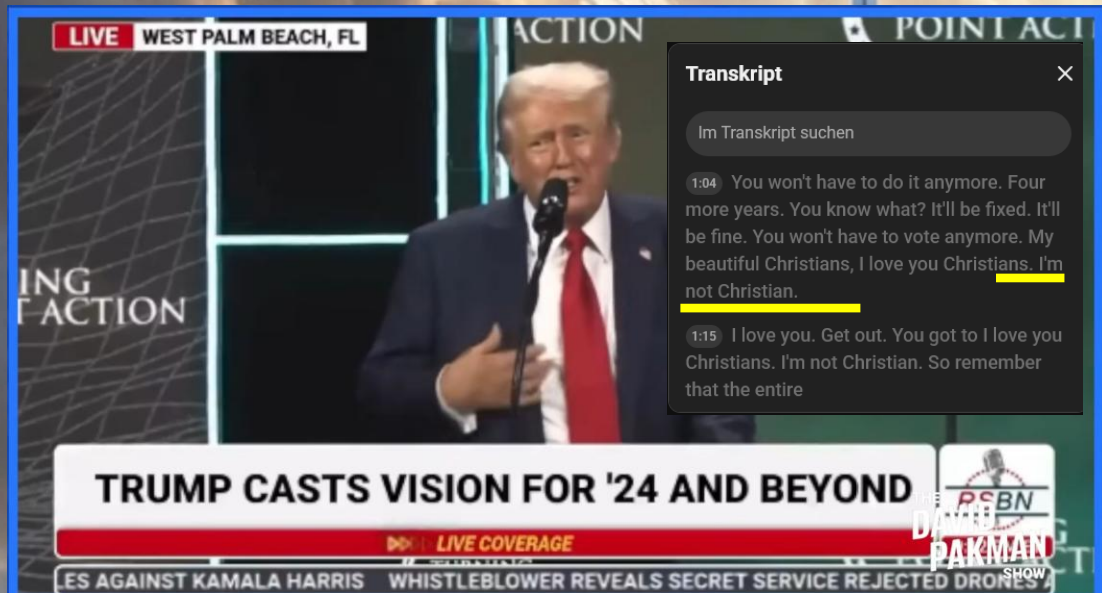 LIVE WEST PALM BEACH, FL
ACTION
POINT ACTI
Transkript
Im Transkript suchen
1:04 You won't have to do it anymore. Four
more years. You know what? It'll be fixed. It'll
be fine. You won't have to vote anymore. My
beautiful Christians, I love you Christians. I'm
not Christian.
1:15 I love you. Get out. You got to I love you
Christians. I'm not Christian. So remember
that the entire
ING
T ACTION
TRUMP CASTS VISION FOR '24 AND BEYOND
RSBN
LIVE COVERAGE
THE
DAVID
PAKMAN
SHOW
TURNING
LES AGAINST KAMALA HARRIS WHISTLEBLOWER REVEALS SECRET SERVICE REJECTED DRONES A